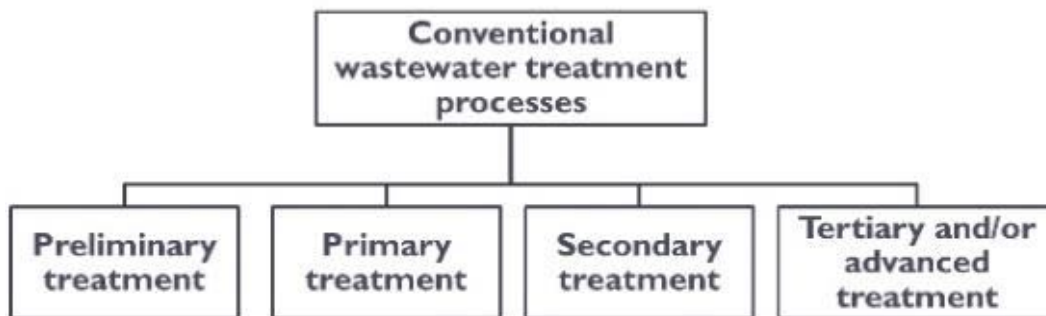 Conventional
wastewater treatment
processes
Preliminary
treatment
Primary
treatment
Secondary
treatment
Tertiary and/or
advanced
treatment